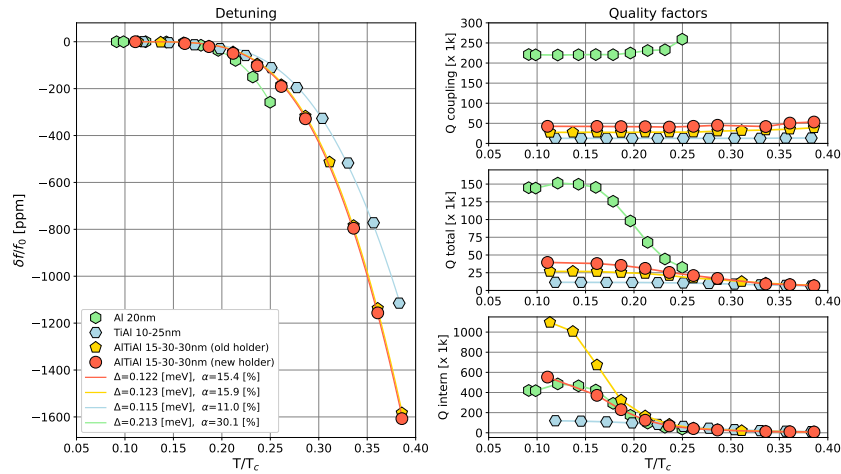 Detuning
0
−200
−400
−600
−800
−1000
−1200
−1400
−1600
δf/f₀ [ppm]
0.05 0.10 0.15 0.20 0.25 0.30 0.35 0.40
T/T_c
Al 20nm
TiAl 10-25nm
AlTiAl 15-30-30nm (old holder)
AlTiAl 15-30-30nm (new holder)
Δ=0.122 [meV], α=15.4 [%]
Δ=0.123 [meV], α=15.9 [%]
Δ=0.115 [meV], α=11.0 [%]
Δ=0.213 [meV], α=30.1 [%]
Quality factors
300
250
200
150
100
50
0
Q coupling [x 1k]
0.05 0.10 0.15 0.20 0.25 0.30 0.35 0.40
150
125
100
75
50
25
0
Q total [x 1k]
0.05 0.10 0.15 0.20 0.25 0.30 0.35 0.40
1000
800
600
400
200
0
Q intern [x 1k]
0.05 0.10 0.15 0.20 0.25 0.30 0.35 0.40
T/T_c